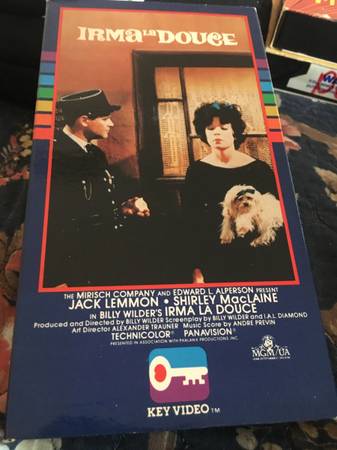 IRMA LA DOUCE
THE MIRISCH COMPANY AND EDWARD L. ALPERSON PRESENT
JACK LEMMON • SHIRLEY MacLAINE
IN BILLY WILDER'S IRMA LA DOUCE
Produced and Directed by BILLY WILDER Screenplay by BILLY WILDER and I.A.L. DIAMOND
Art Director ALEXANDER TRAUNER Music Score by ANDRE PREVIN
TECHNICOLOR® PANAVISION®
PRESENTED IN ASSOCIATION WITH PHALANX PRODUCTIONS INC.
MGM/UA
KEY VIDEO TM